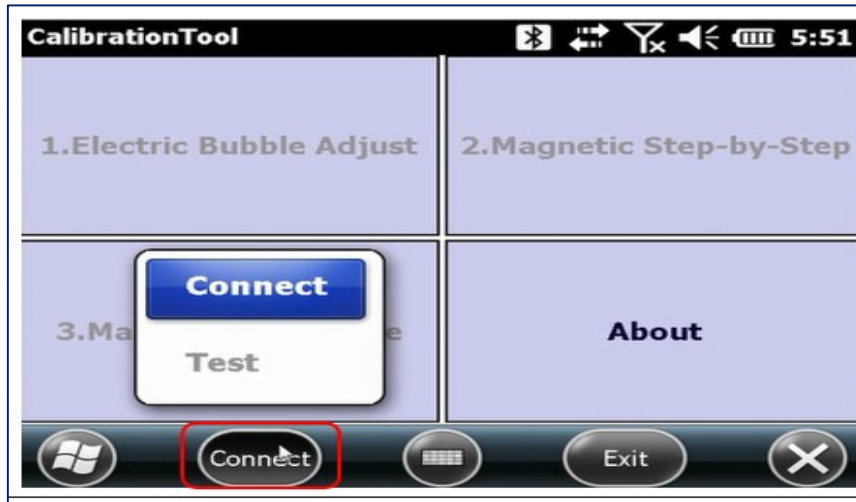 CalibrationTool 5:51
1.Electric Bubble Adjust
2.Magnetic Step-by-Step
3.Ma e
About
Connect
Test
Connect
Exit